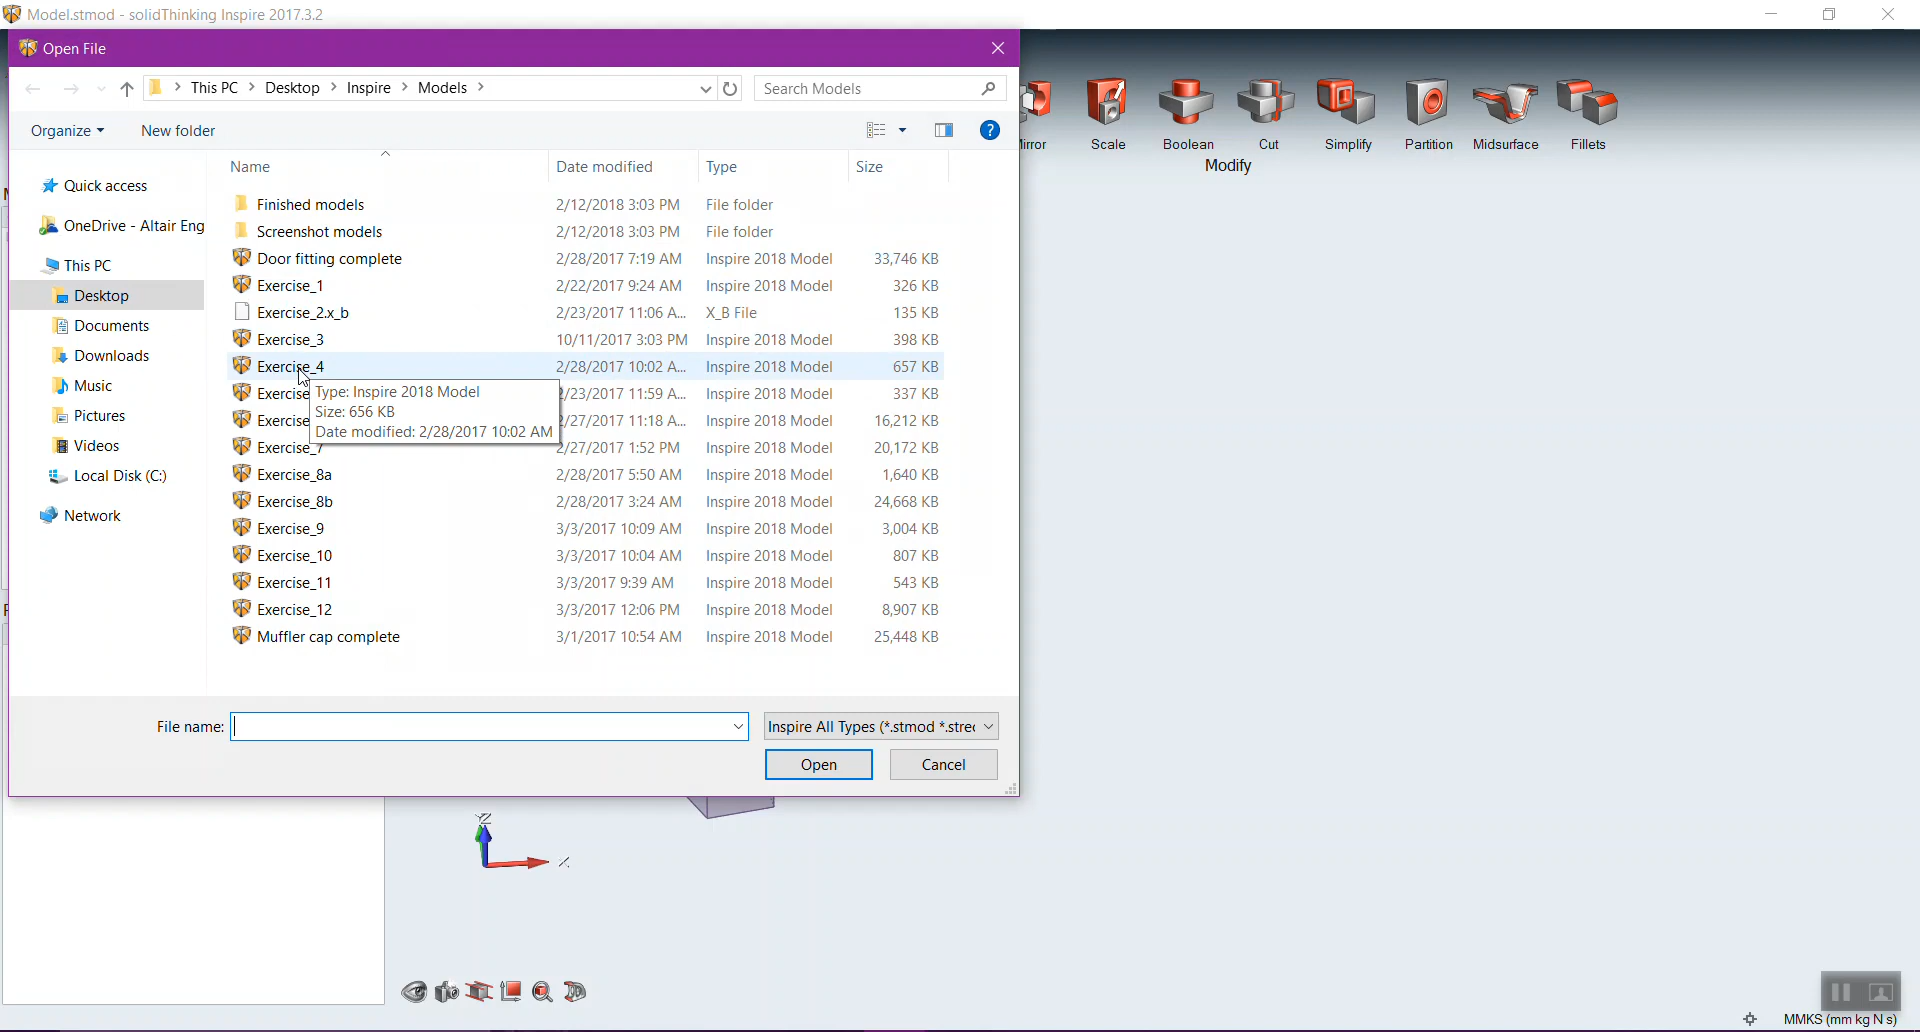 Model.stmod - solidThinking Inspire 2017.3.2
Open File
This PC > Desktop > Inspire > Models >
Search Models
Organize
New folder
Name Date modified Type Size
Quick access
OneDrive - Altair Eng
This PC
Desktop
Documents
Downloads
Music
Pictures
Videos
Local Disk (C:)
Network
Finished models 2/12/2018 3:03 PM File folder
Screenshot models 2/12/2018 3:03 PM File folder
Door fitting complete 2/28/2017 7:19 AM Inspire 2018 Model 33,746 KB
Exercise_1 2/22/2017 9:24 AM Inspire 2018 Model 326 KB
Exercise_2.x_b 2/23/2017 11:06 A... X_B File 135 KB
Exercise_3 10/11/2017 3:03 PM Inspire 2018 Model 398 KB
Exercise_4 2/28/2017 10:02 A... Inspire 2018 Model 657 KB
Exercise 2/23/2017 11:59 A... Inspire 2018 Model 337 KB
Exercise 2/27/2017 11:18 A... Inspire 2018 Model 16,212 KB
Exercise_7 2/27/2017 1:52 PM Inspire 2018 Model 20,172 KB
Exercise_8a 2/28/2017 5:50 AM Inspire 2018 Model 1,640 KB
Exercise_8b 2/28/2017 3:24 AM Inspire 2018 Model 24,668 KB
Exercise_9 3/3/2017 10:09 AM Inspire 2018 Model 3,004 KB
Exercise_10 3/3/2017 10:04 AM Inspire 2018 Model 807 KB
Exercise_11 3/3/2017 9:39 AM Inspire 2018 Model 543 KB
Exercise_12 3/3/2017 12:06 PM Inspire 2018 Model 8,907 KB
Muffler cap complete 3/1/2017 10:54 AM Inspire 2018 Model 25,448 KB
Type: Inspire 2018 Model
Size: 656 KB
Date modified: 2/28/2017 10:02 AM
File name:
Inspire All Types (*.stmod *.strec
Open
Cancel
irror Scale Boolean Cut Simplify Partition Midsurface Fillets
Modify
MMKS (mm kg N s)